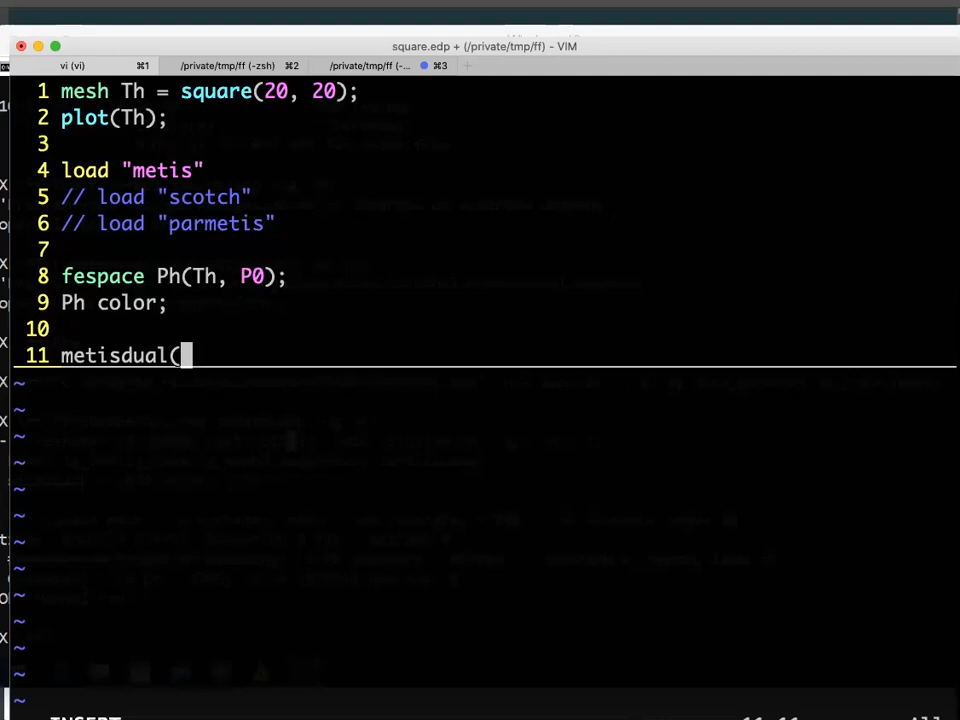 square.edp + (/private/tmp/ff) - VIM
vi (vi) ⌘1 /private/tmp/ff (-zsh) ⌘2 /private/tmp/ff (-... ⌘3 +
1 mesh Th = square(20, 20);
2 plot(Th);
3
4 load "metis"
5 // load "scotch"
6 // load "parmetis"
7
8 fespace Ph(Th, P0);
9 Ph color;
10
11 metisdual(
~
~
~
~
~
~
~
~
~
~
~
~
~